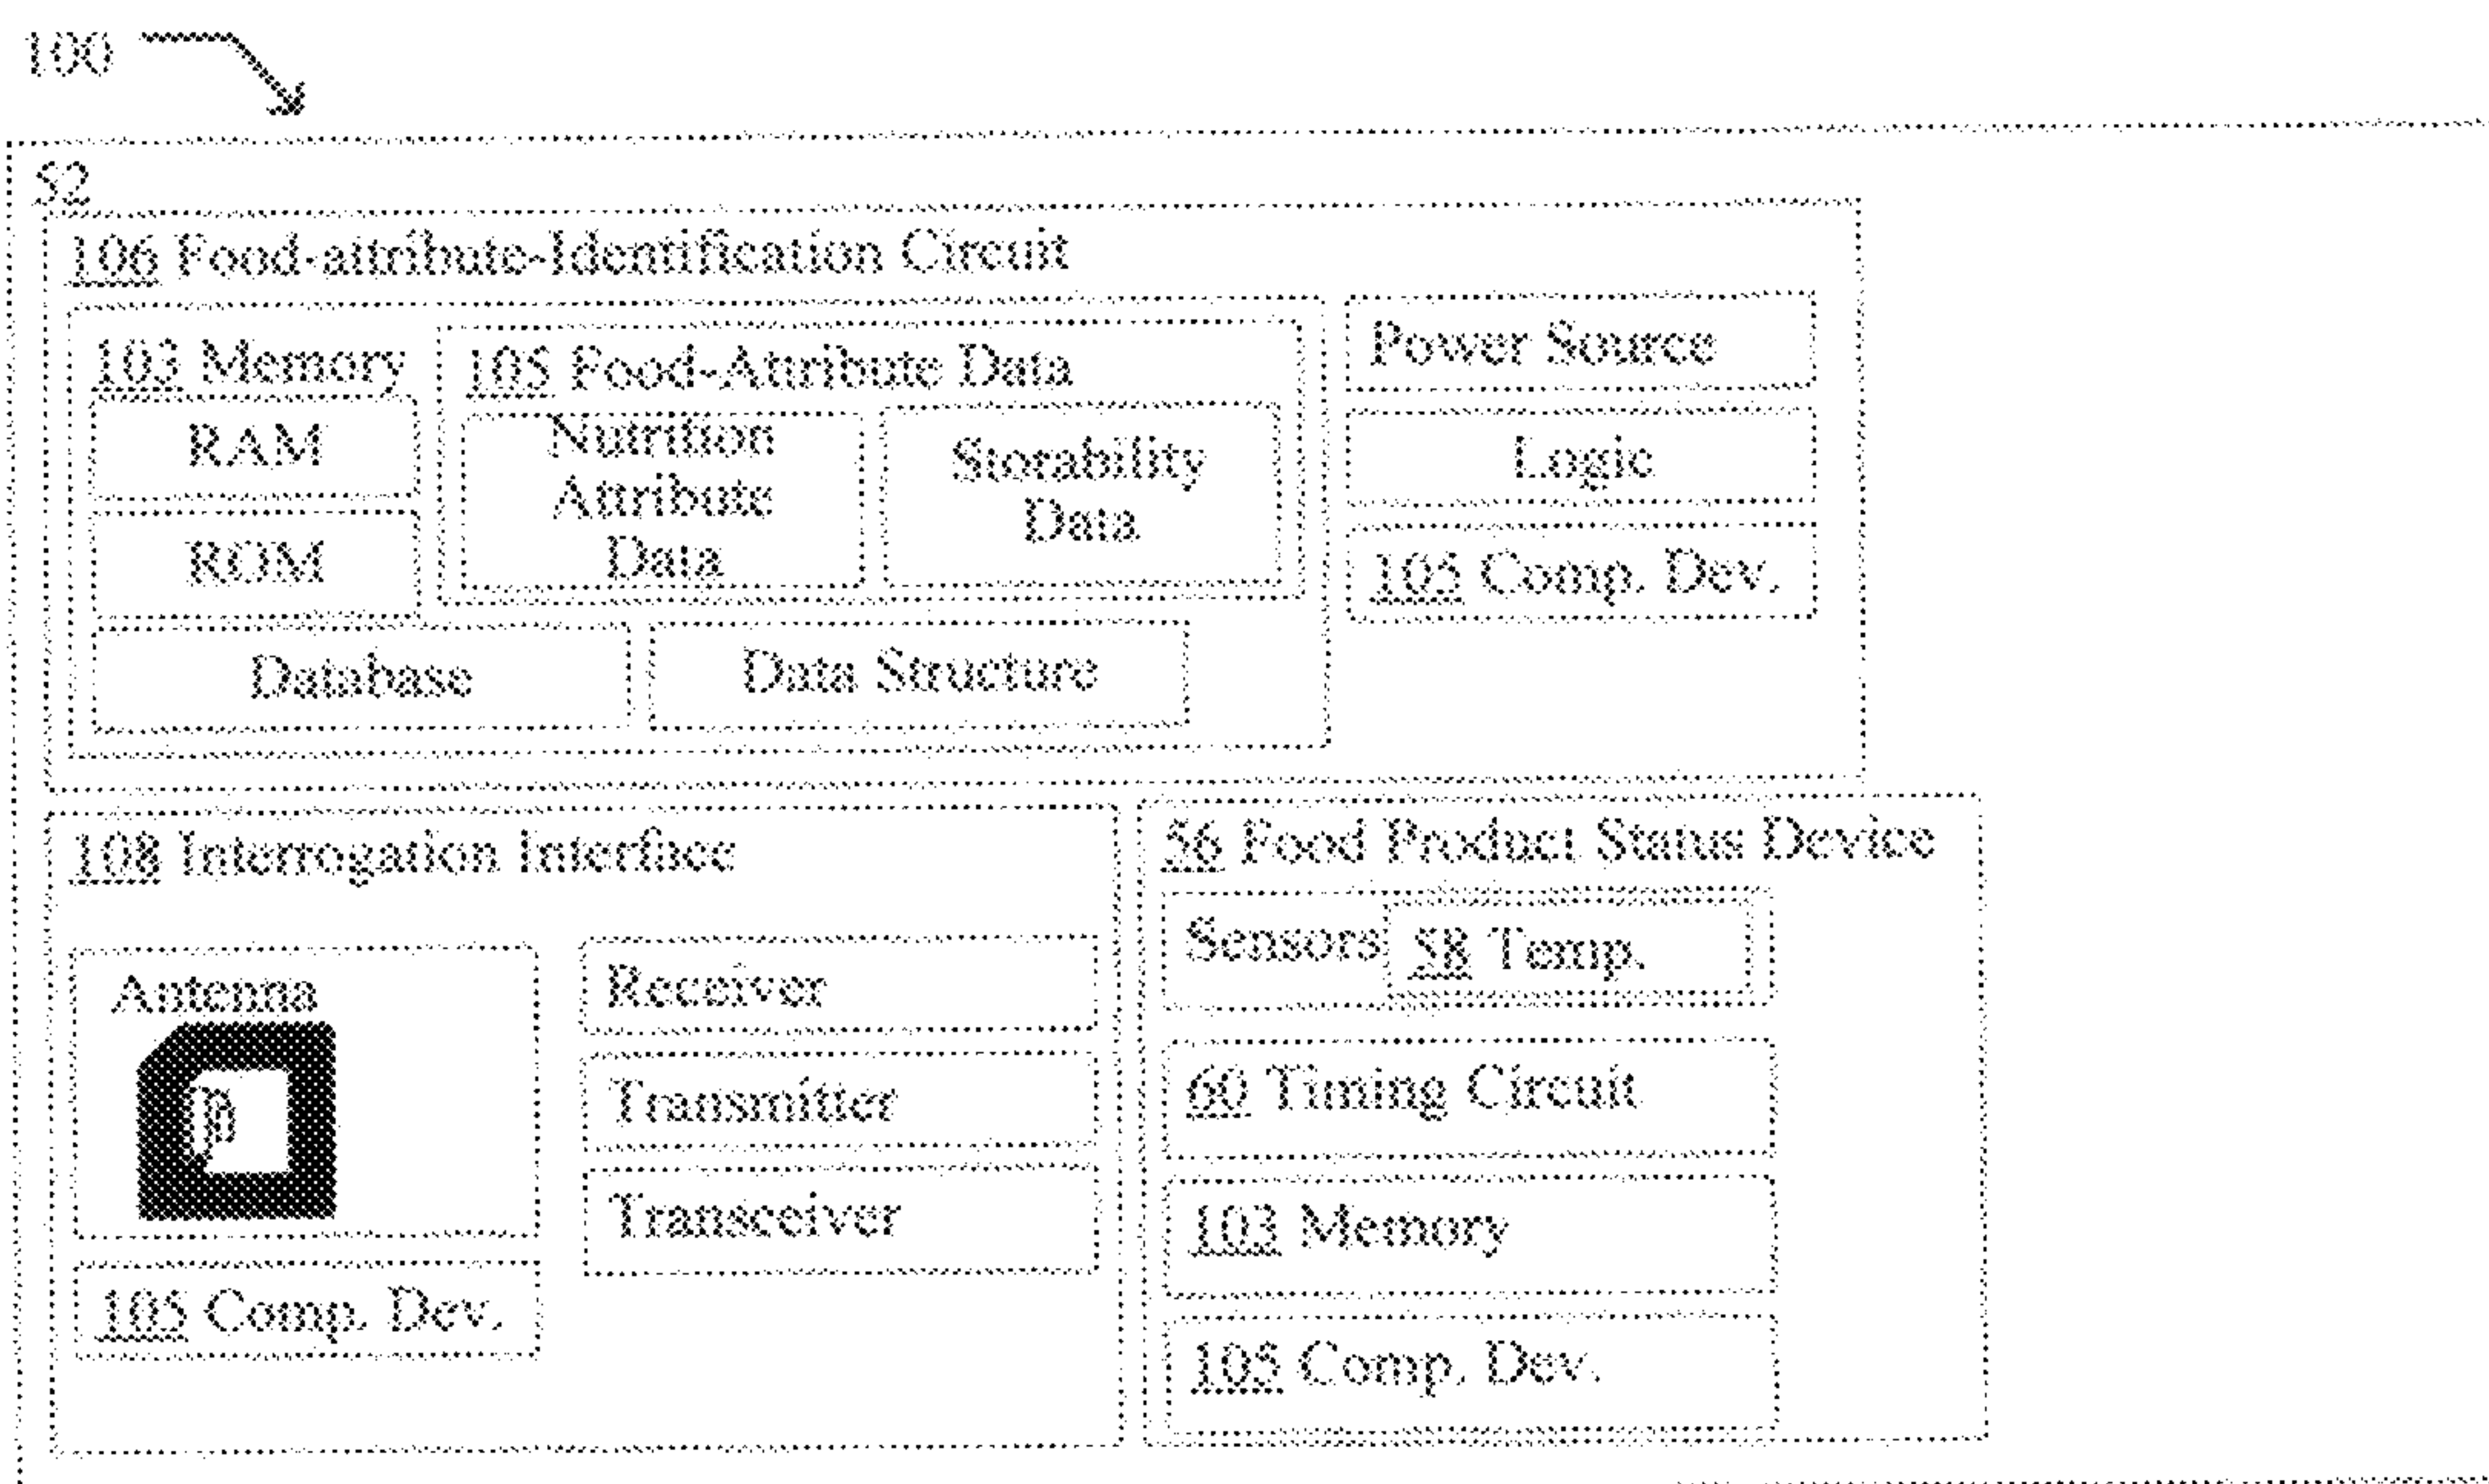 100
52
106 Food-attribute-Identification Circuit
103 Memory
105 Food-Attribute Data
Power Source
RAM
Nutrition
Attribute
Data
Storability
Data
Logic
ROM
105 Comp. Dev.
Database
Data Structure
108 Interrogation Interface
56 Food Product Status Device
Antenna
Receiver
Sensors
58 Temp.
Transmitter
60 Timing Circuit
Transceiver
103 Memory
105 Comp. Dev.
105 Comp. Dev.